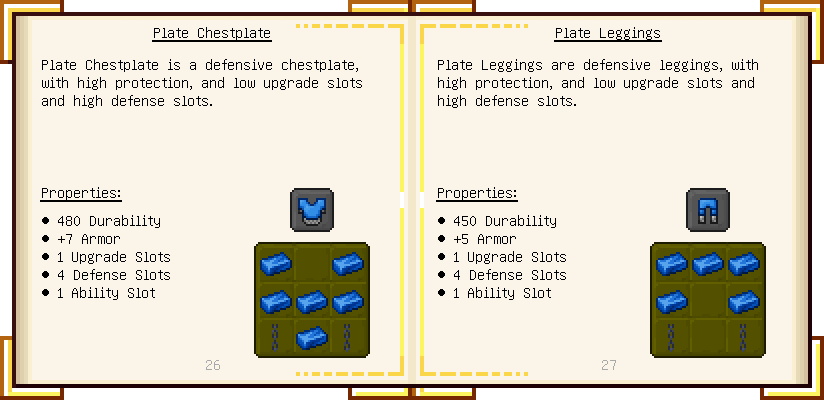 Plate Chestplate
Plate Chestplate is a defensive chestplate,
with high protection, and low upgrade slots
and high defense slots.
Properties:
● 480 Durability
● +7 Armor
● 1 Upgrade Slots
● 4 Defense Slots
● 1 Ability Slot
26
Plate Leggings
Plate Leggings are defensive leggings, with
high protection, and low upgrade slots and
high defense slots.
Properties:
● 450 Durability
● +5 Armor
● 1 Upgrade Slots
● 4 Defense Slots
● 1 Ability Slot
27